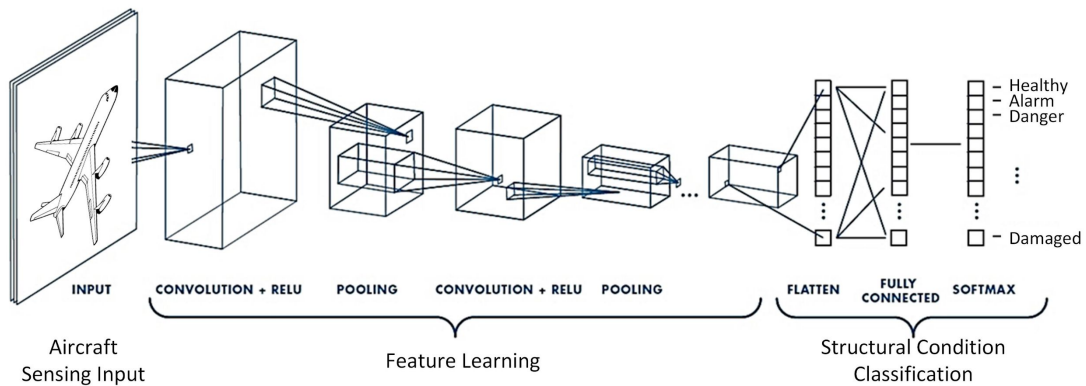 Healthy
Alarm
Danger
Damaged
INPUT
CONVOLUTION + RELU
POOLING
CONVOLUTION + RELU
POOLING
FLATTEN
FULLY
CONNECTED
SOFTMAX
Aircraft
Sensing Input
Feature Learning
Structural Condition
Classification